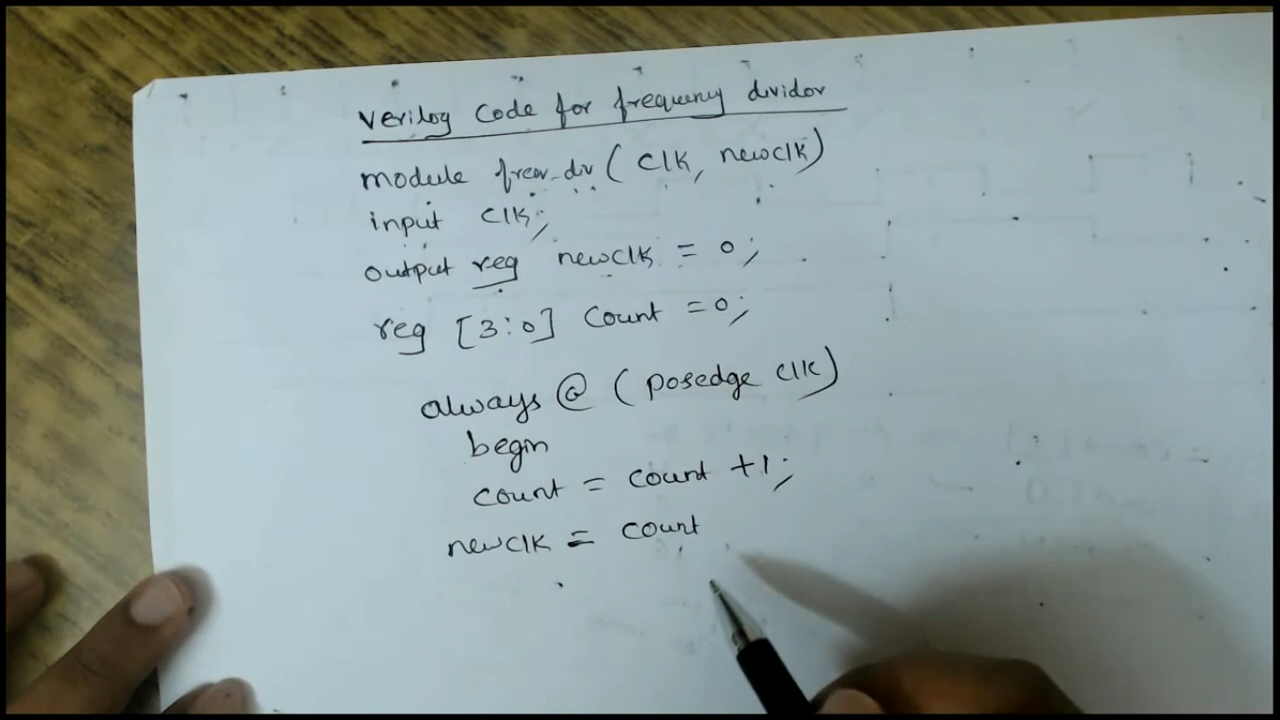 Verilog Code for frequency dividor
module freq_div ( Clk, newclk)
input clk;
output reg newclk = 0;
reg [3:0] Count = 0;
always @ ( posedge clk)
begin
count = count +1;
newclk = count